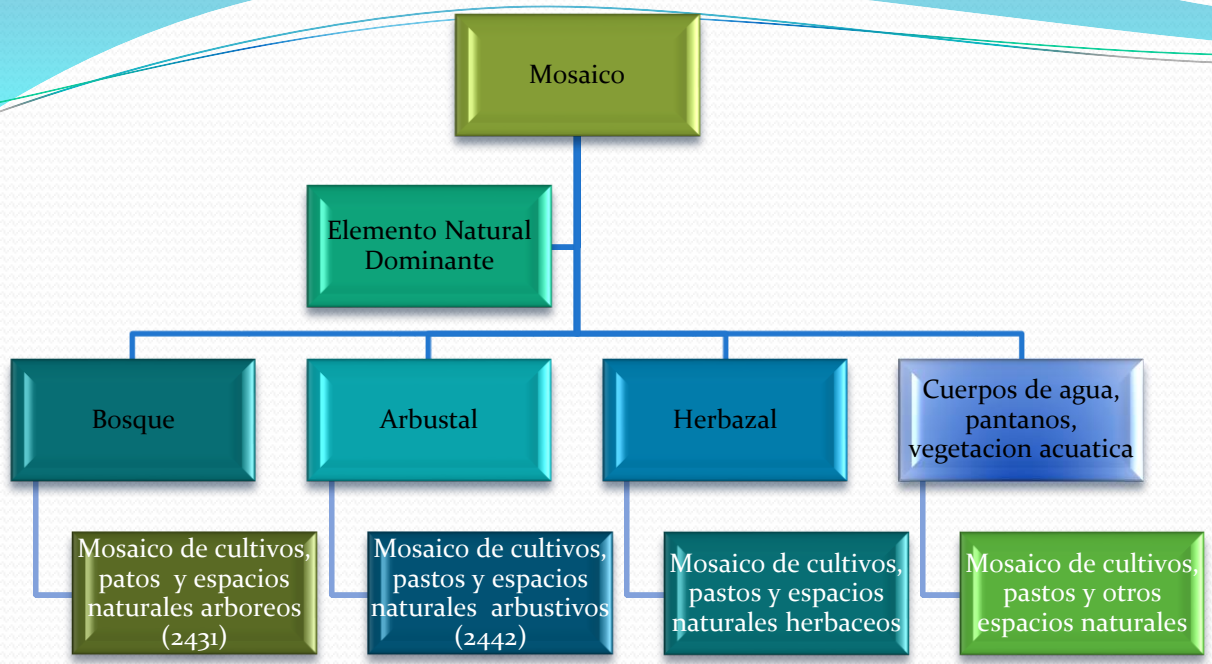 Mosaico
Elemento Natural
Dominante
Bosque
Arbustal
Herbazal
Cuerpos de agua,
pantanos,
vegetacion acuatica
Mosaico de cultivos,
patos y espacios
naturales arboreos
(2431)
Mosaico de cultivos,
pastos y espacios
naturales arbustivos
(2442)
Mosaico de cultivos,
pastos y espacios
naturales herbaceos
Mosaico de cultivos,
pastos y otros
espacios naturales